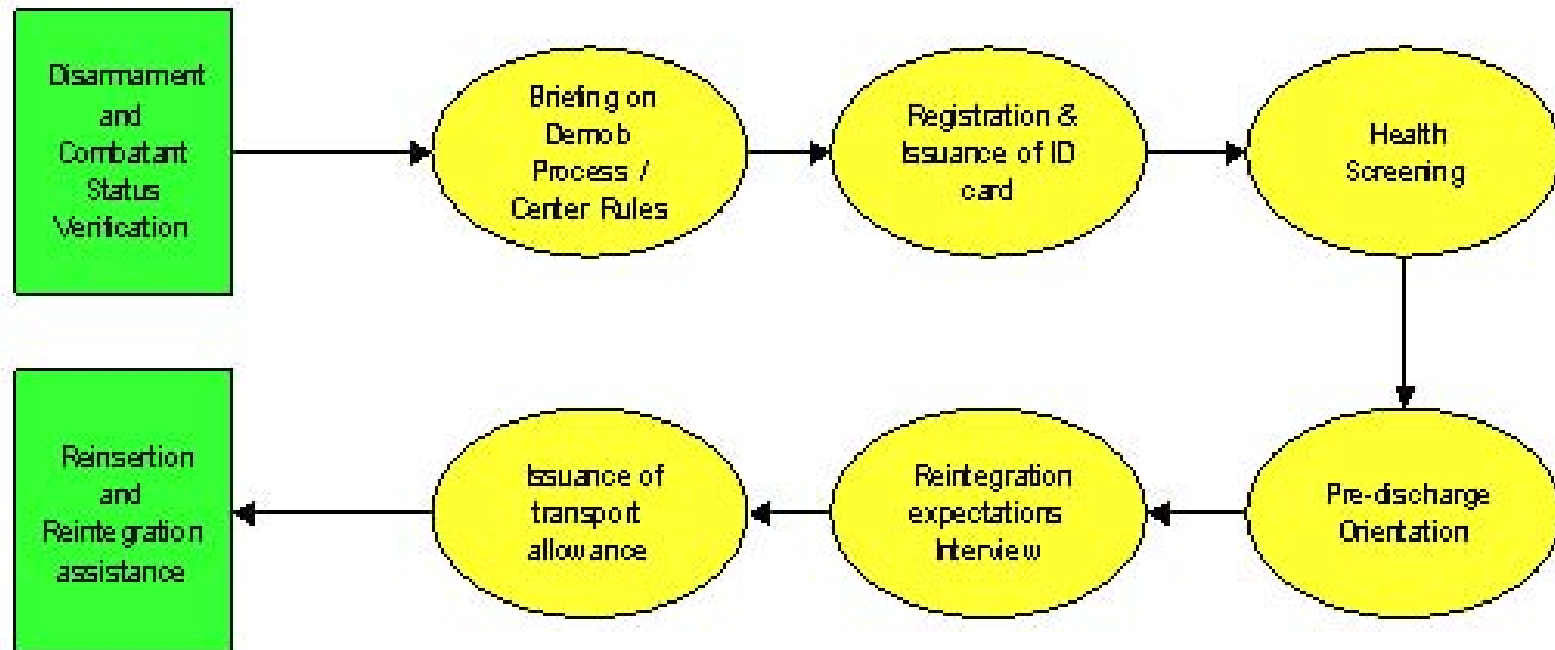 Disarmament
and
Combatant
Status
Verification
Briefing on
Demob
Process /
Center Rules
Registration &
Issuance of ID
card
Health
Screening
Pre-discharge
Orientation
Reintegration
expectations
Interview
Issuance of
transport
allowance
Reinsertion
and
Reintegration
assistance